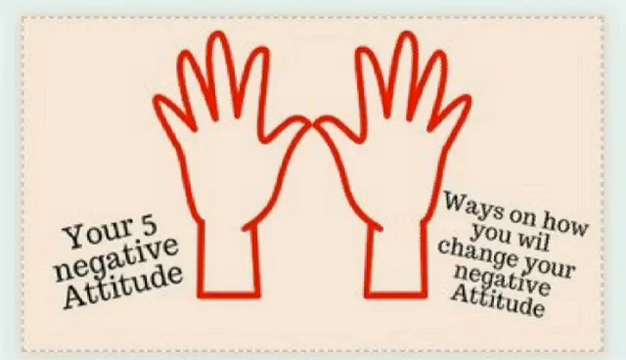 Your 5
negative
Attitude
Ways on how
you wil
change your
negative
Attitude